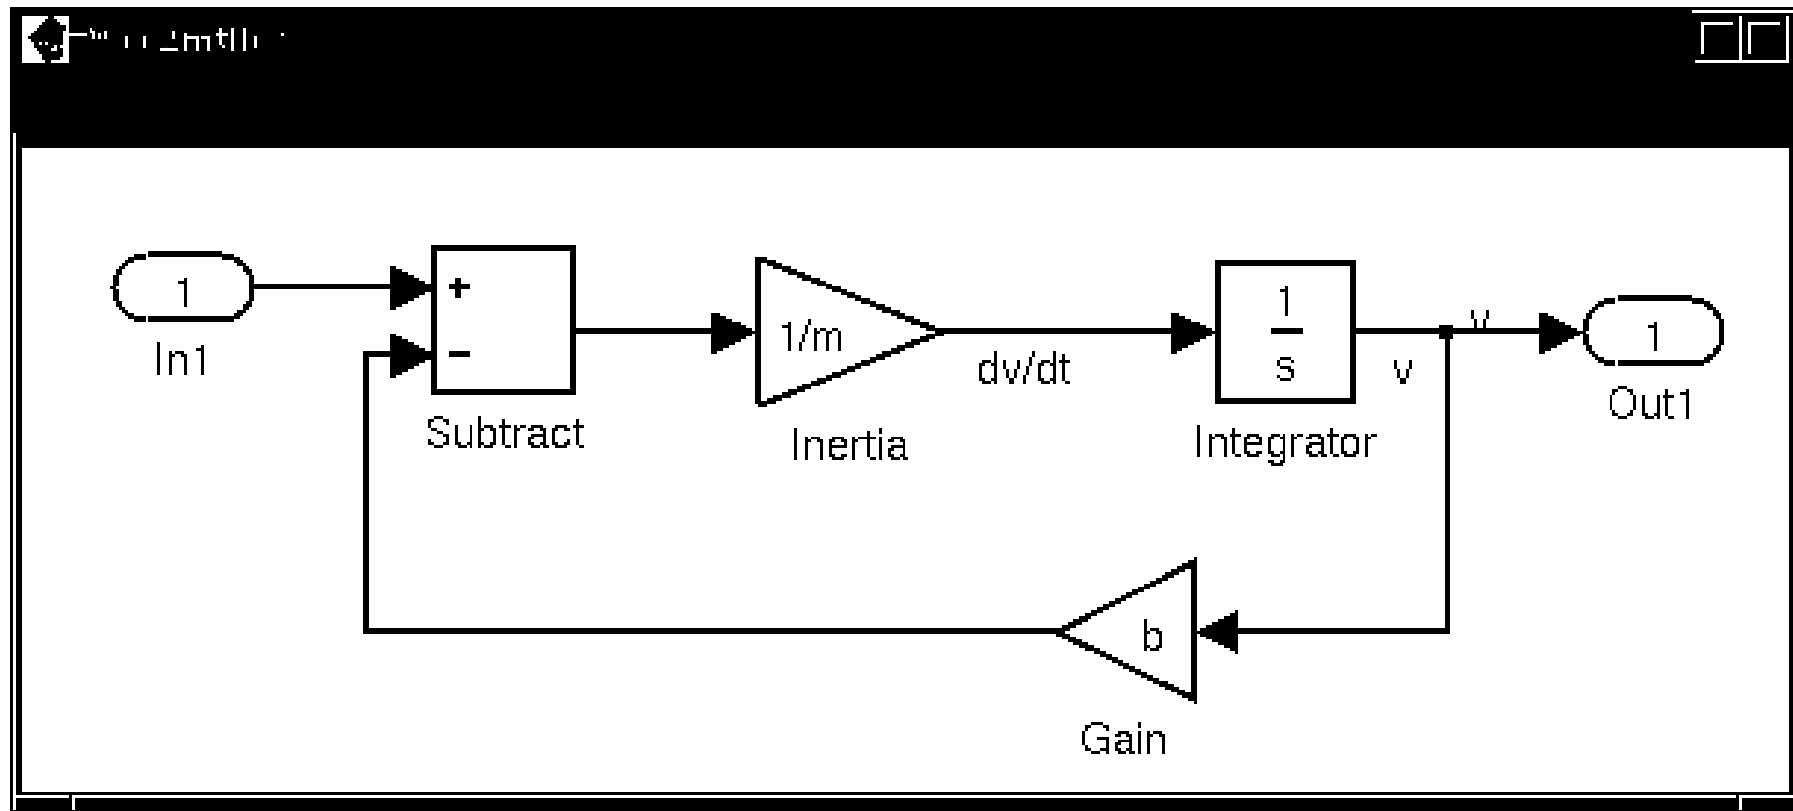 1
In1
+
−
Subtract
1/m
Inertia
dv/dt
1
s
Integrator
v
v
1
Out1
b
Gain